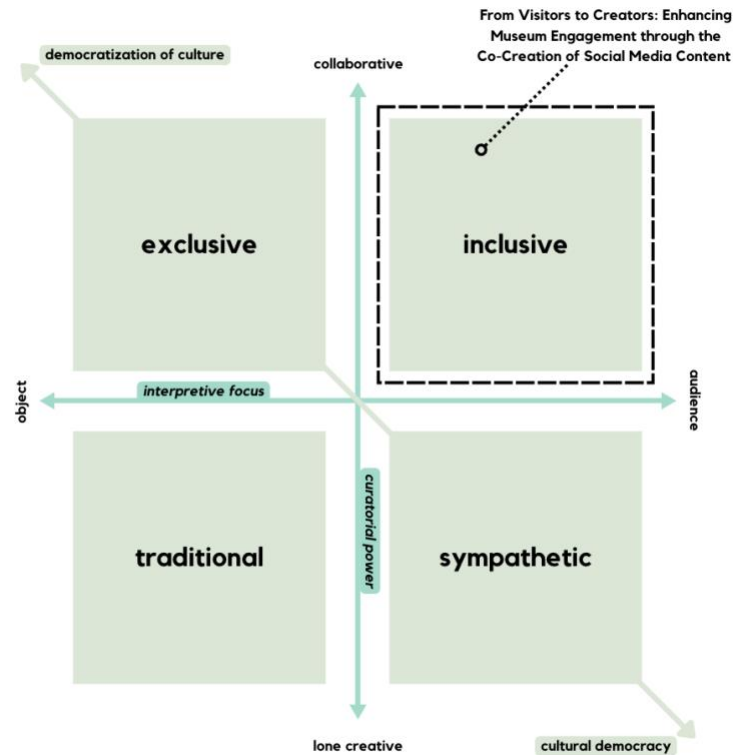 From Visitors to Creators: Enhancing
Museum Engagement through the
Co-Creation of Social Media Content
democratization of culture
collaborative
exclusive
inclusive
interpretive focus
object
audience
curatorial power
traditional
sympathetic
lone creative
cultural democracy